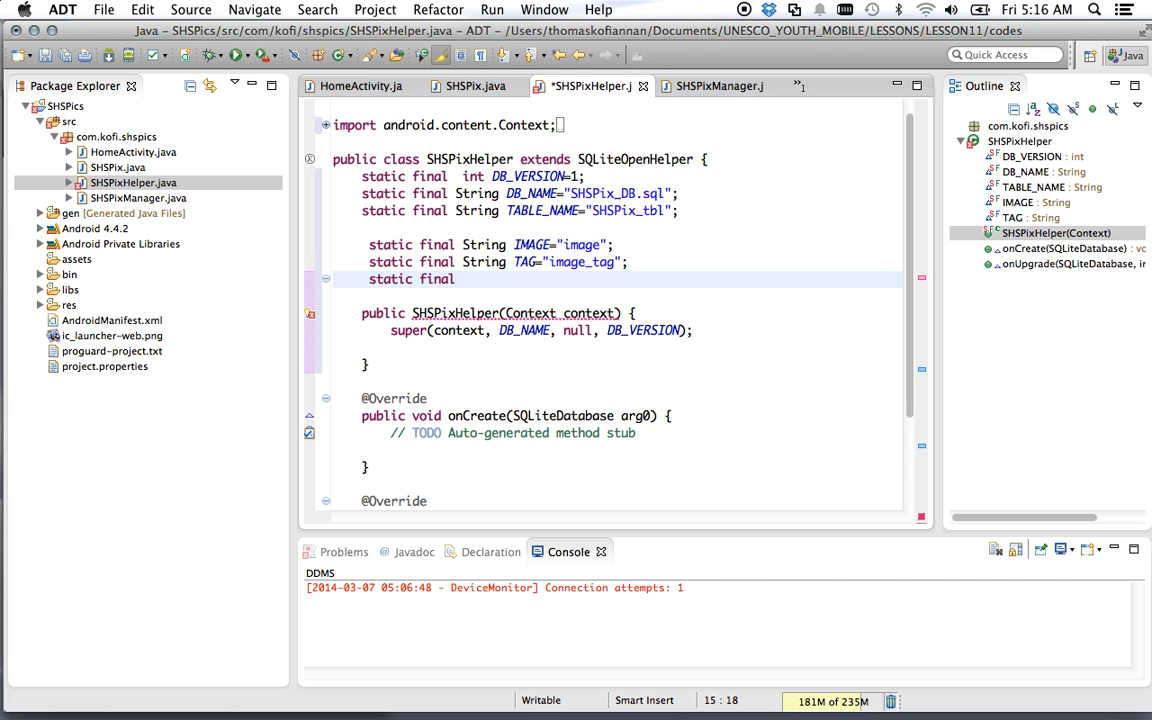 ADT File Edit Source Navigate Search Project Refactor Run Window Help Fri 5:16 AM
Java – SHSPics/src/com/kofi/shspics/SHSPixHelper.java – ADT – /Users/thomaskofiannan/Documents/UNESCO_YOUTH_MOBILE/LESSONS/LESSON11/codes
Quick Access
Java
Package Explorer
SHSPics
src
com.kofi.shspics
HomeActivity.java
SHSPix.java
SHSPixHelper.java
SHSPixManager.java
gen [Generated Java Files]
Android 4.4.2
Android Private Libraries
assets
bin
libs
res
AndroidManifest.xml
ic_launcher-web.png
proguard-project.txt
project.properties
HomeActivity.ja SHSPix.java *SHSPixHelper.j SHSPixManager.j »1
import android.content.Context;
public class SHSPixHelper extends SQLiteOpenHelper {
static final int DB_VERSION=1;
static final String DB_NAME="SHSPix_DB.sql";
static final String TABLE_NAME="SHSPix_tbl";
static final String IMAGE="image";
static final String TAG="image_tag";
static final
public SHSPixHelper(Context context) {
super(context, DB_NAME, null, DB_VERSION);
}
@Override
public void onCreate(SQLiteDatabase arg0) {
// TODO Auto-generated method stub
}
@Override
Outline
com.kofi.shspics
SHSPixHelper
DB_VERSION : int
DB_NAME : String
TABLE_NAME : String
IMAGE : String
TAG : String
SHSPixHelper(Context)
onCreate(SQLiteDatabase) : vc
onUpgrade(SQLiteDatabase, ir
Problems @ Javadoc Declaration Console
DDMS
[2014-03-07 05:06:48 - DeviceMonitor] Connection attempts: 1
Writable Smart Insert 15 : 18 181M of 235M